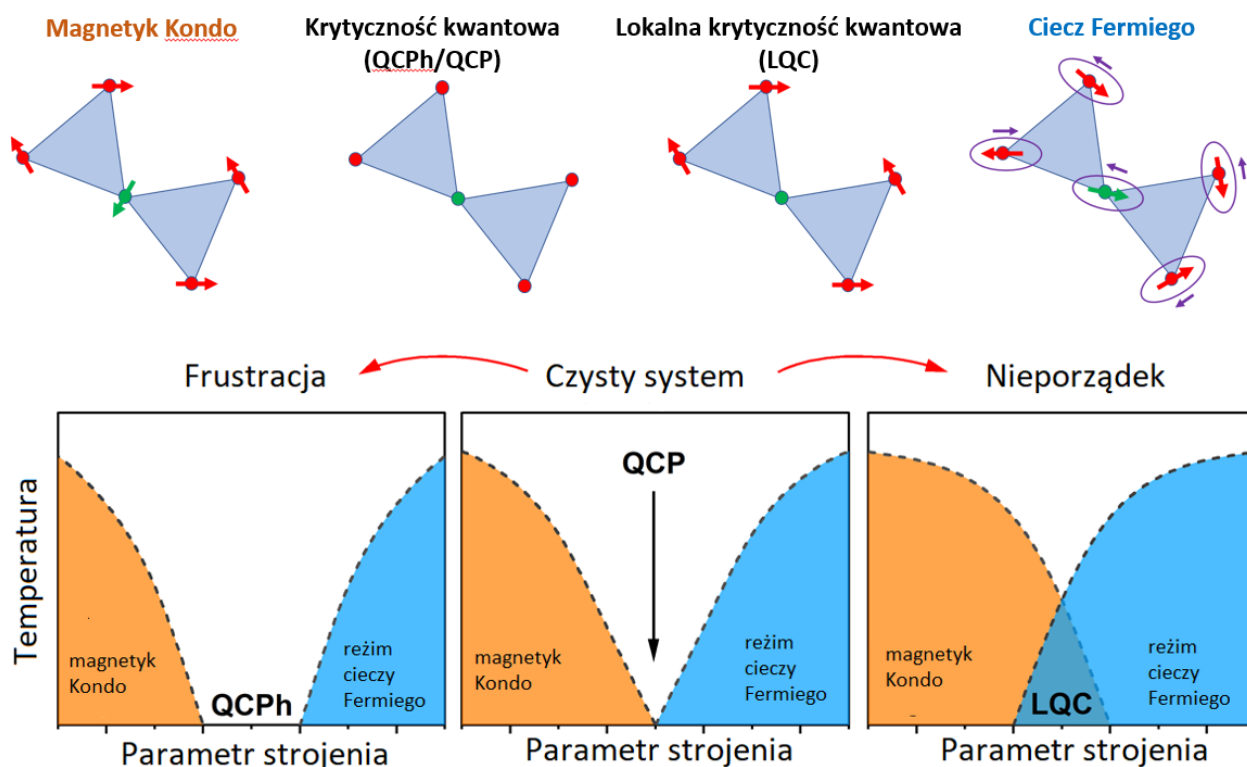 Magnetyk Kondo
Krytyczność kwantowa
(QCPh/QCP)
Lokalna krytyczność kwantowa
(LQC)
Ciecz Fermiego
Frustracja
Czysty system
Nieporządek
Temperatura
magnetyk
Kondo
QCPh
reżim
cieczy
Fermiego
Parametr strojenia
QCP
magnetyk
Kondo
reżim
cieczy
Fermiego
Parametr strojenia
magnetyk
Kondo
LQC
reżim
cieczy
Fermiego
Parametr strojenia